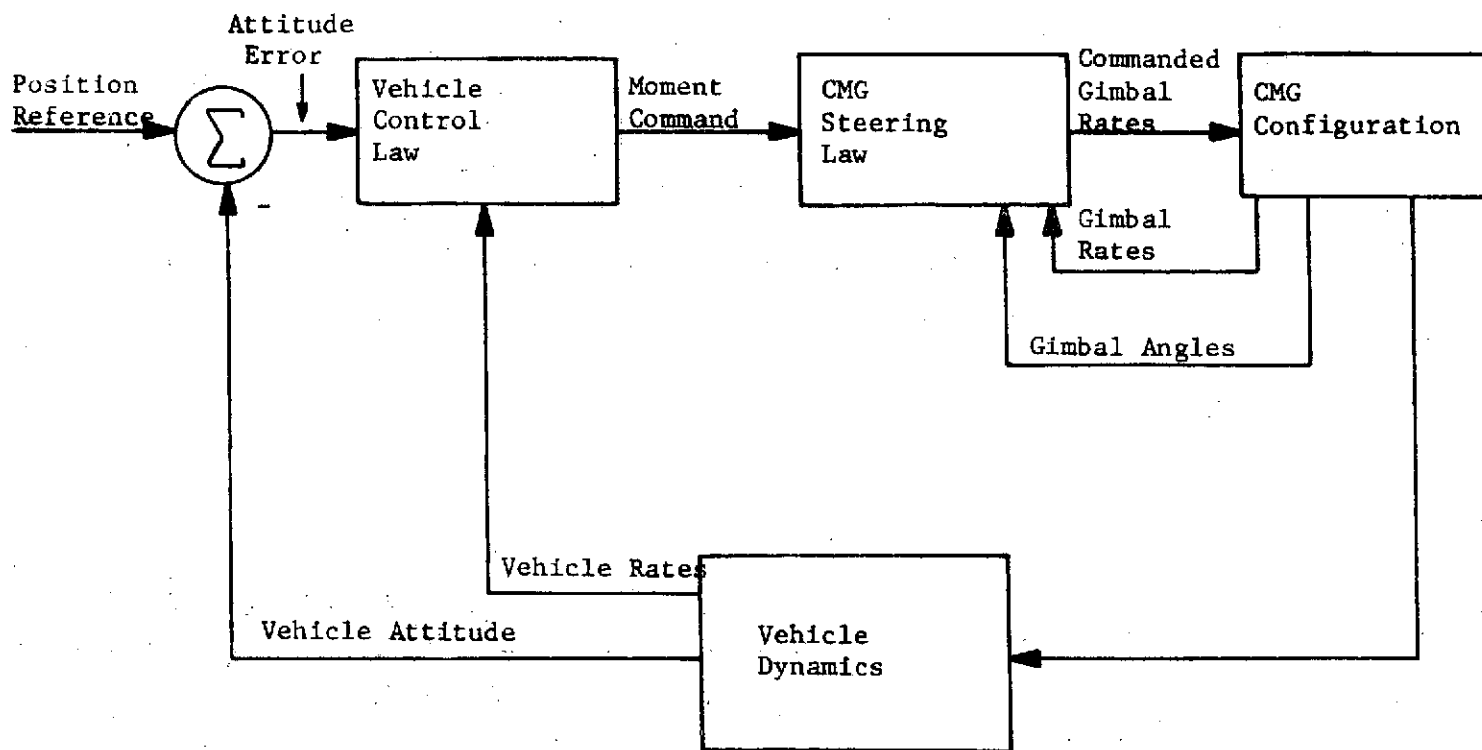 Attitude
Error
Position
Reference
Σ
-
Vehicle
Control
Law
Moment
Command
CMG
Steering
Law
Commanded
Gimbal
Rates
CMG
Configuration
Gimbal
Rates
Gimbal Angles
Vehicle Rates
Vehicle Attitude
Vehicle
Dynamics